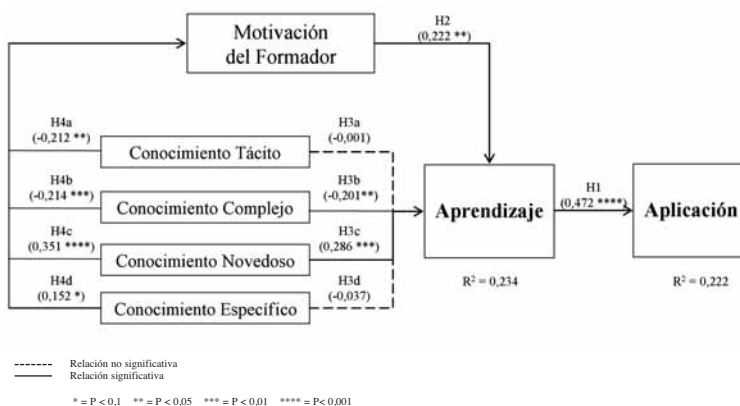 H2
(0,222 **)
Motivación
del Formador
H4a
(-0,212 **)
Conocimiento Tácito
H3a
(-0,001)
H4b
(-0,214 ***)
Conocimiento Complejo
H3b
(-0,201**)
H4c
(0,351 ****)
Conocimiento Novedoso
H3c
(0,286 ***)
H4d
(0,152 *)
Conocimiento Específico
H3d
(-0,037)
Aprendizaje
H1
(0,472 ****)
Aplicación
R² = 0,234
R² = 0,222
Relación no significativa
Relación significativa
* = P < 0,1 ** = P < 0,05 *** = P < 0,01 **** = P< 0,001